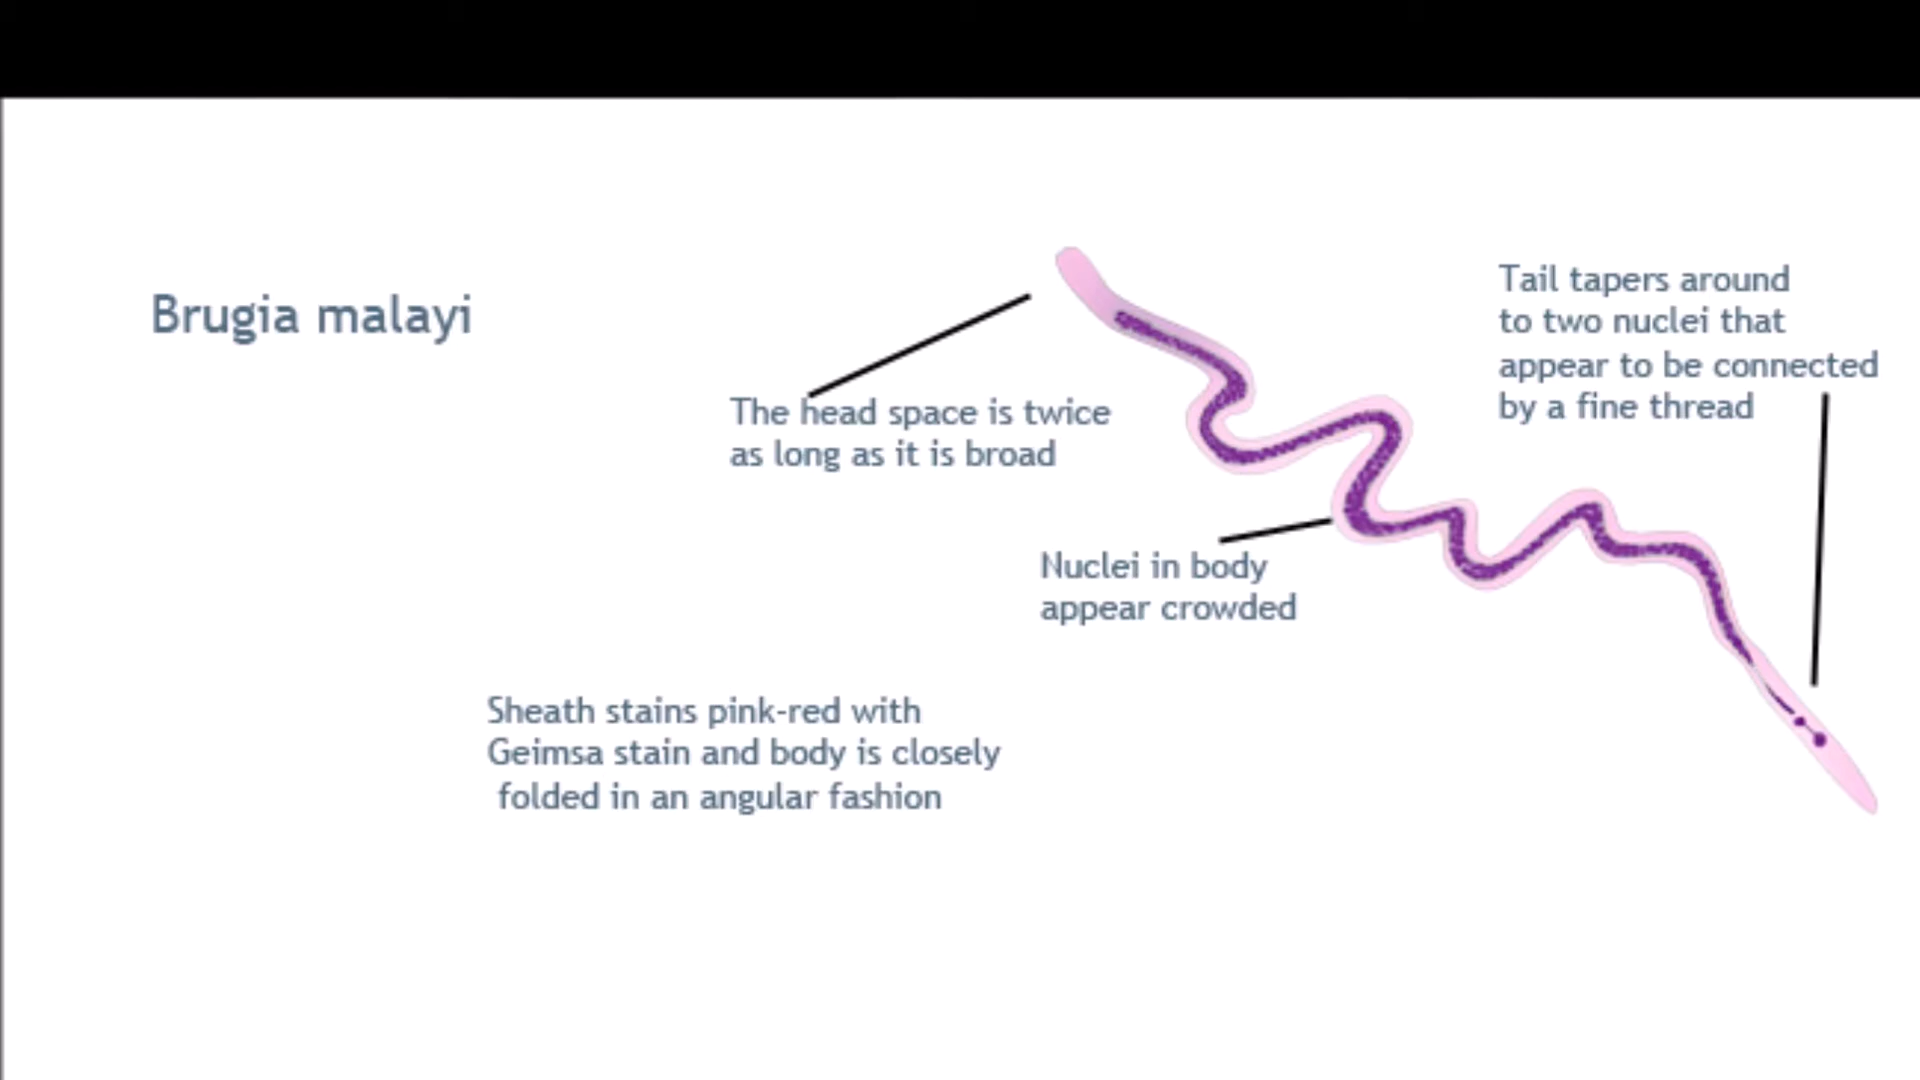 Brugia malayi
The head space is twice
as long as it is broad
Tail tapers around
to two nuclei that
appear to be connected
by a fine thread
Nuclei in body
appear crowded
Sheath stains pink-red with
Geimsa stain and body is closely
folded in an angular fashion